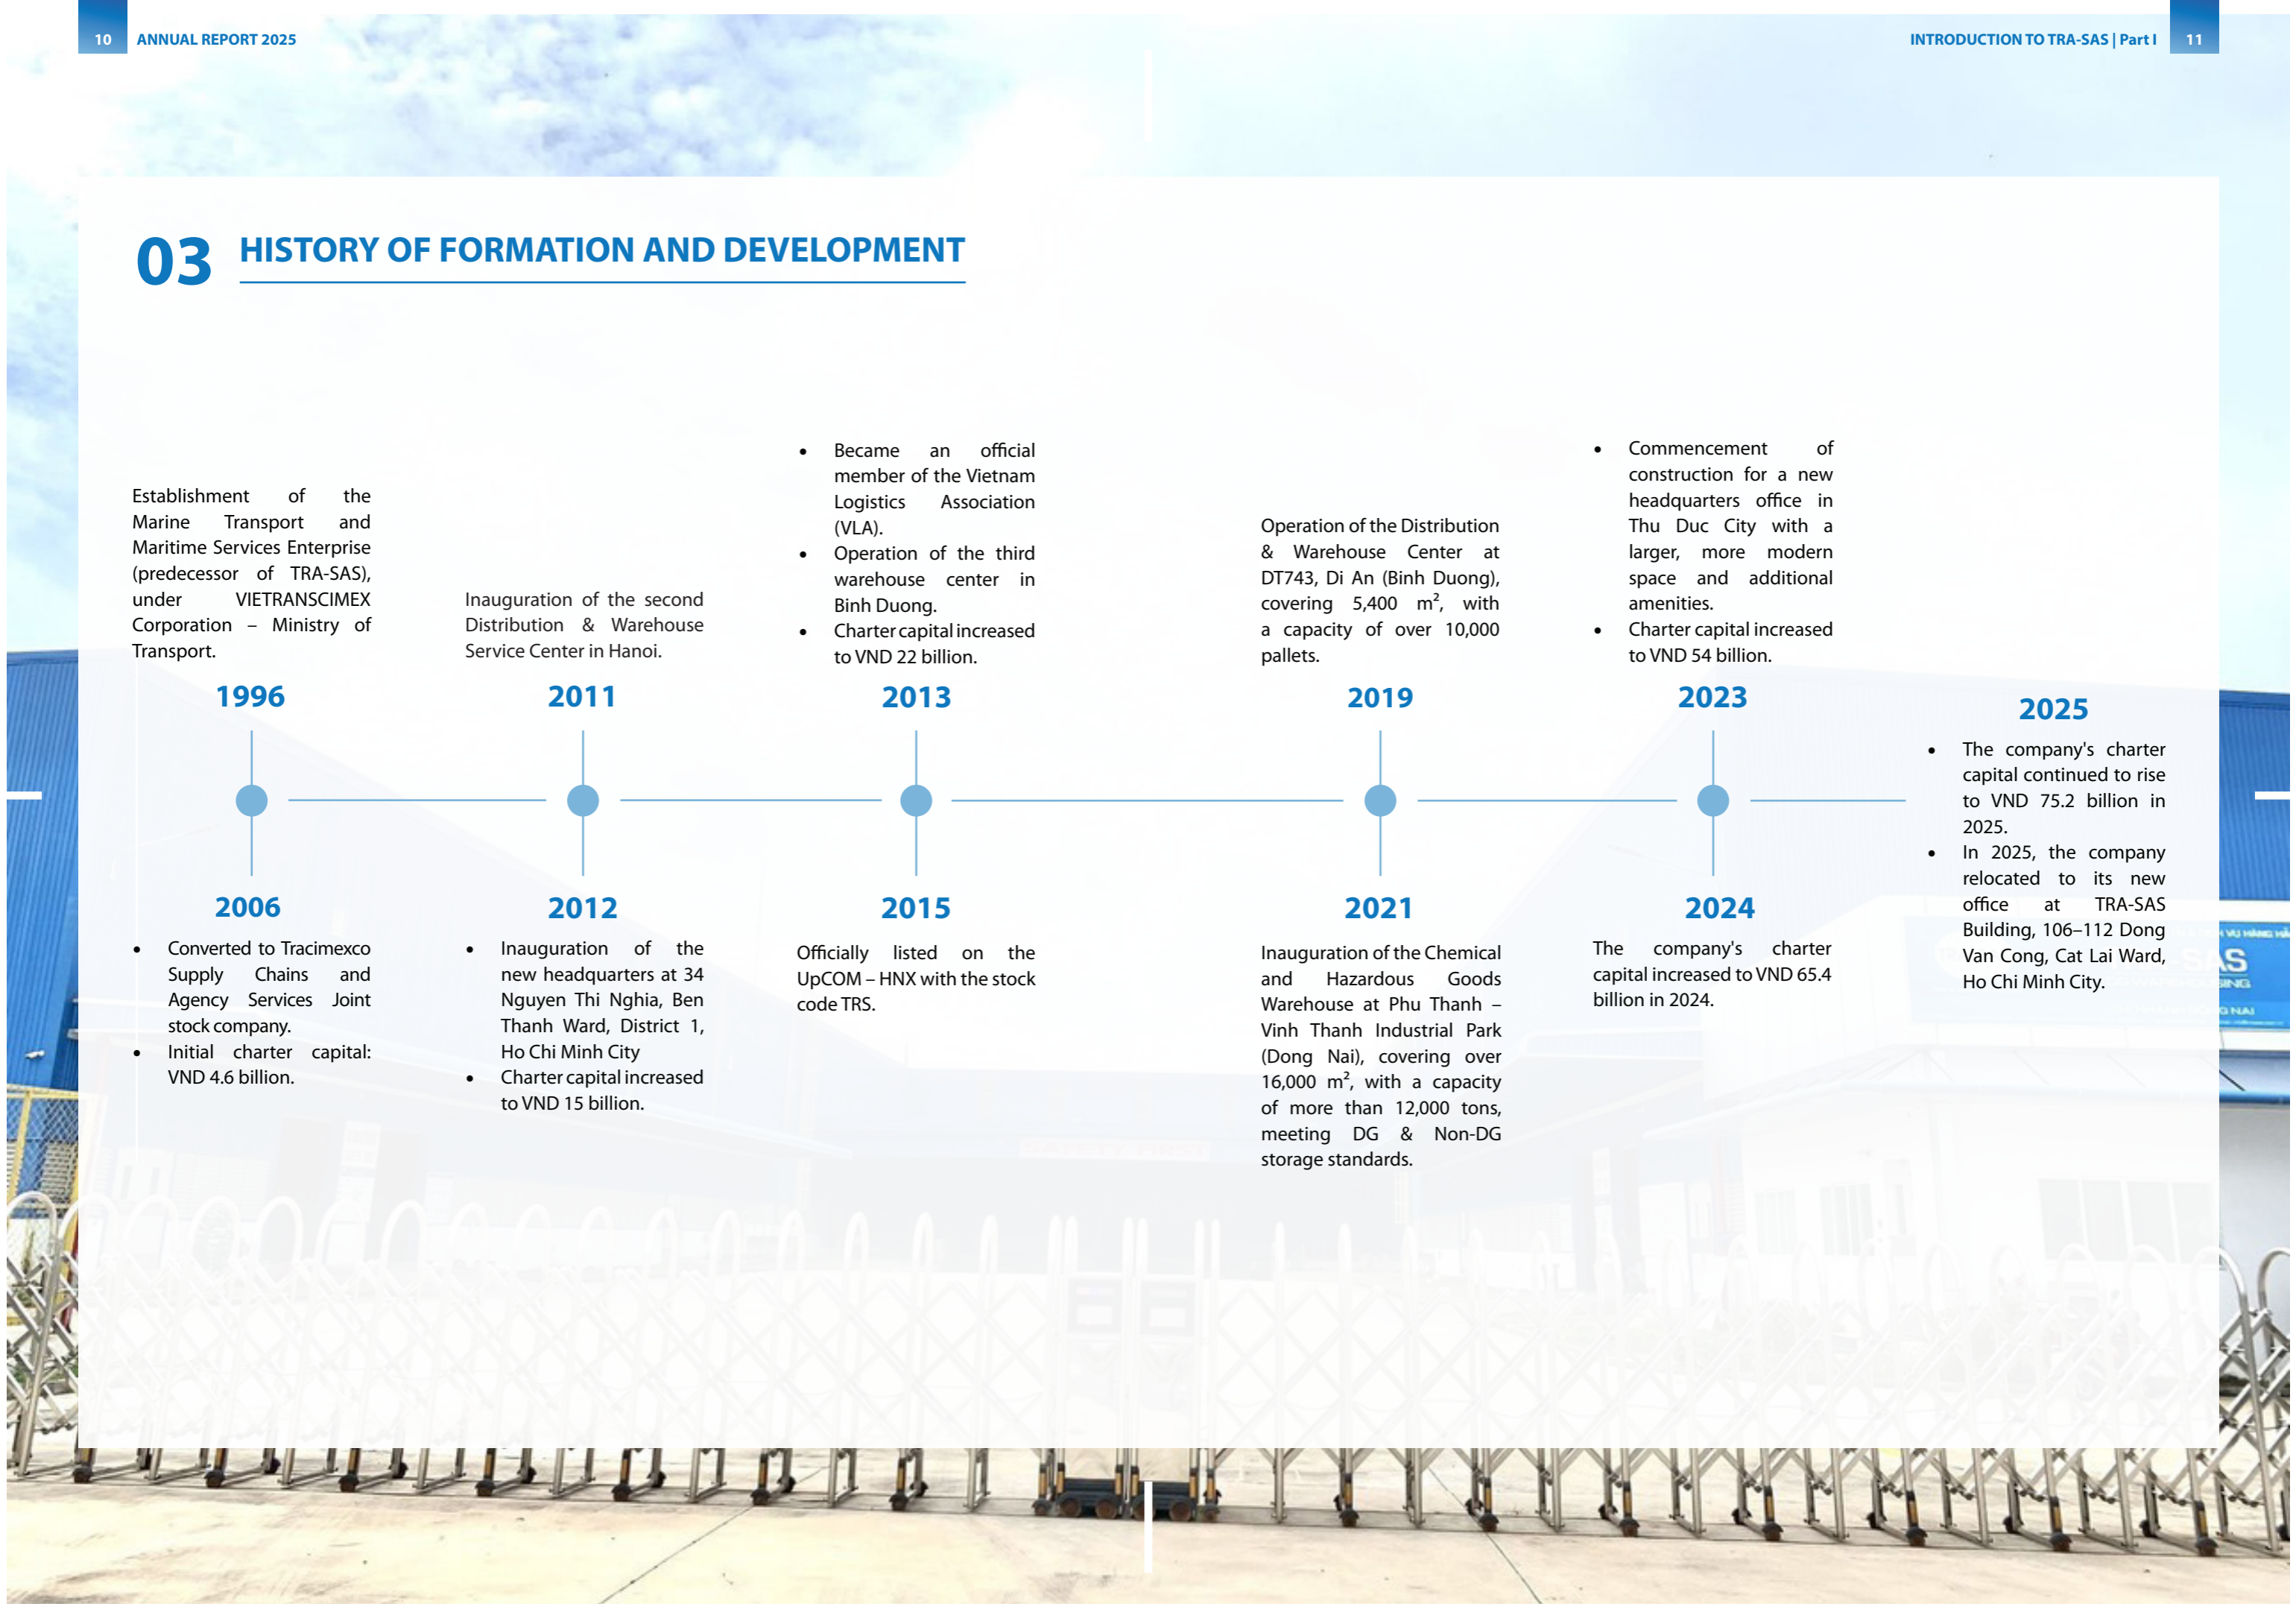 10 ANNUAL REPORT 2025
INTRODUCTION TO TRA-SAS | Part I 11
03 HISTORY OF FORMATION AND DEVELOPMENT
Establishment of the
Marine Transport and
Maritime Services Enterprise
(predecessor of TRA-SAS),
under VIETRANSCIMEX
Corporation – Ministry of
Transport.
1996
2006
• Converted to Tracimexco
Supply Chains and
Agency Services Joint
stock company.
• Initial charter capital:
VND 4.6 billion.
Inauguration of the second
Distribution & Warehouse
Service Center in Hanoi.
2011
2012
• Inauguration of the
new headquarters at 34
Nguyen Thi Nghia, Ben
Thanh Ward, District 1,
Ho Chi Minh City
• Charter capital increased
to VND 15 billion.
• Became an official
member of the Vietnam
Logistics Association
(VLA).
• Operation of the third
warehouse center in
Binh Duong.
• Charter capital increased
to VND 22 billion.
2013
2015
Officially listed on the
UpCOM – HNX with the stock
code TRS.
Operation of the Distribution
& Warehouse Center at
DT743, Di An (Binh Duong),
covering 5,400 m², with
a capacity of over 10,000
pallets.
2019
2021
Inauguration of the Chemical
and Hazardous Goods
Warehouse at Phu Thanh –
Vinh Thanh Industrial Park
(Dong Nai), covering over
16,000 m², with a capacity
of more than 12,000 tons,
meeting DG & Non-DG
storage standards.
• Commencement of
construction for a new
headquarters office in
Thu Duc City with a
larger, more modern
space and additional
amenities.
• Charter capital increased
to VND 54 billion.
2023
2024
The company's charter
capital increased to VND 65.4
billion in 2024.
2025
• The company's charter
capital continued to rise
to VND 75.2 billion in
2025.
• In 2025, the company
relocated to its new
office at TRA-SAS
Building, 106–112 Dong
Van Cong, Cat Lai Ward,
Ho Chi Minh City.
-SAS